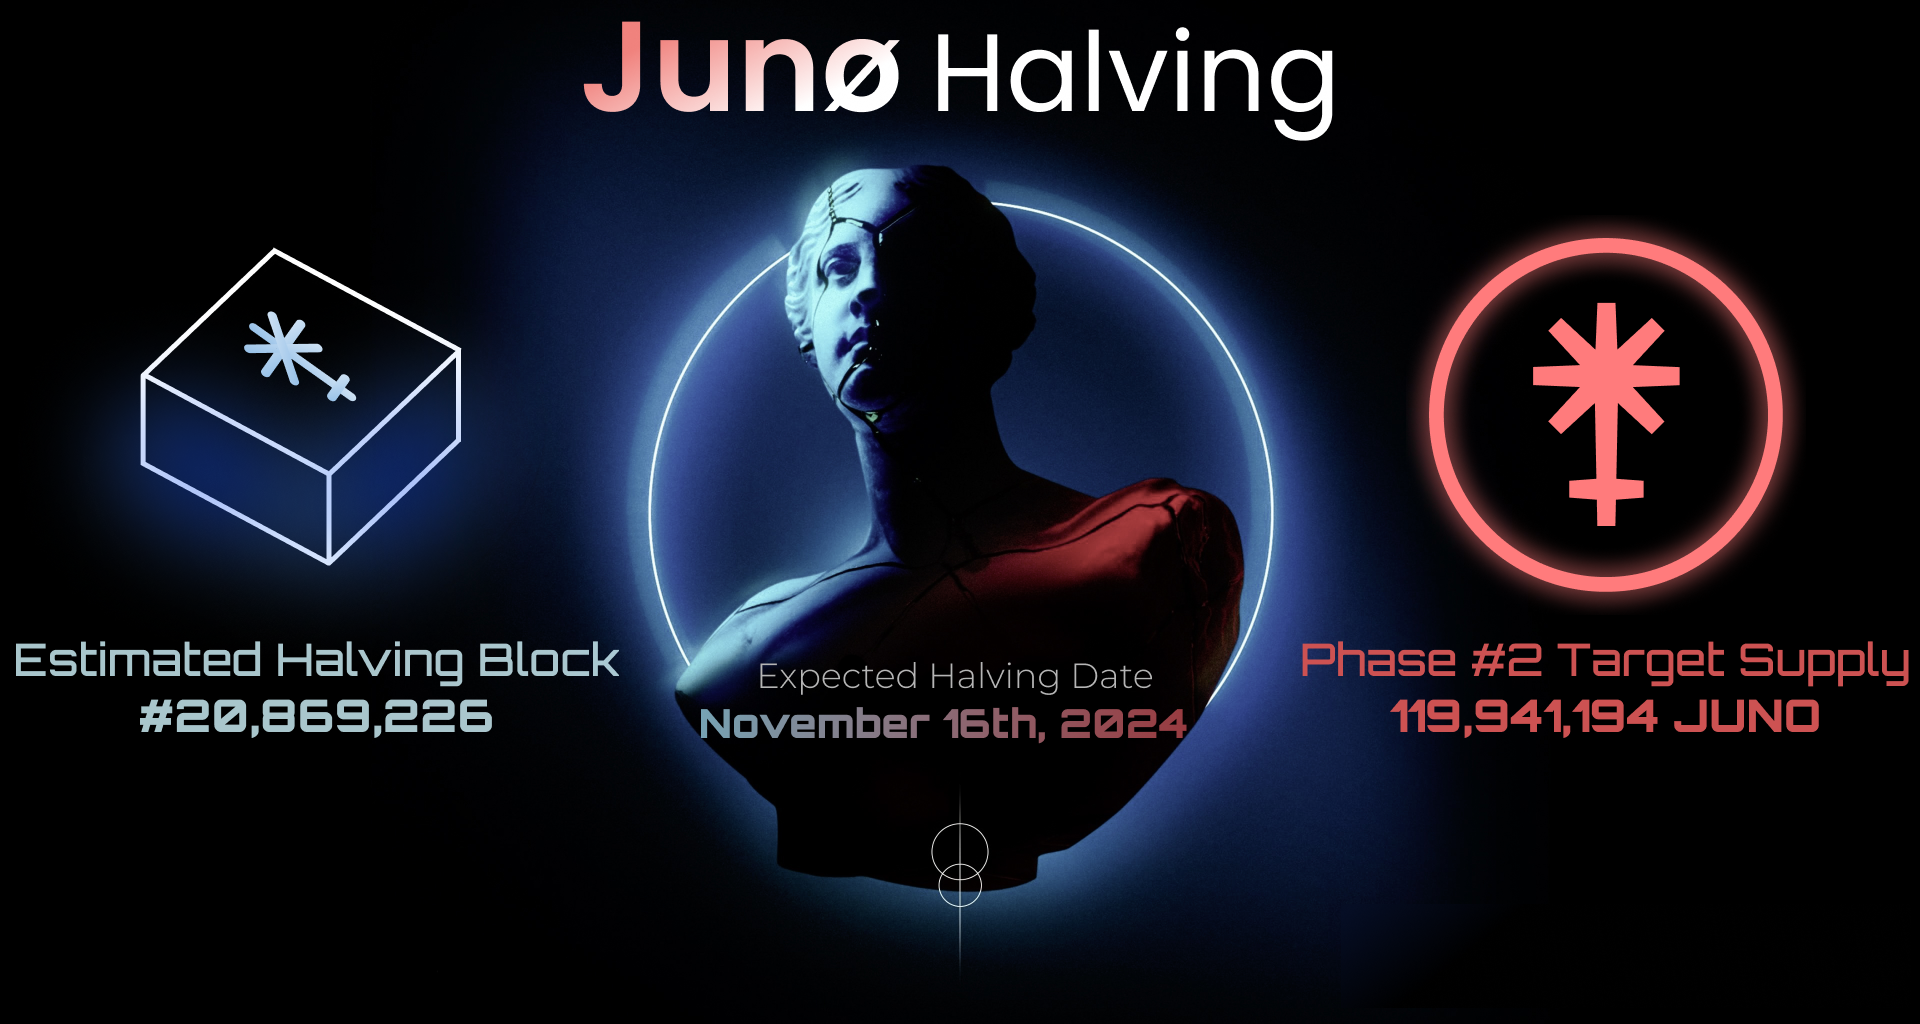 Junø Halving
Estimated Halving Block
#20,869,226
Expected Halving Date
November 16th, 2024
Phase #2 Target Supply
119,941,194 JUNO